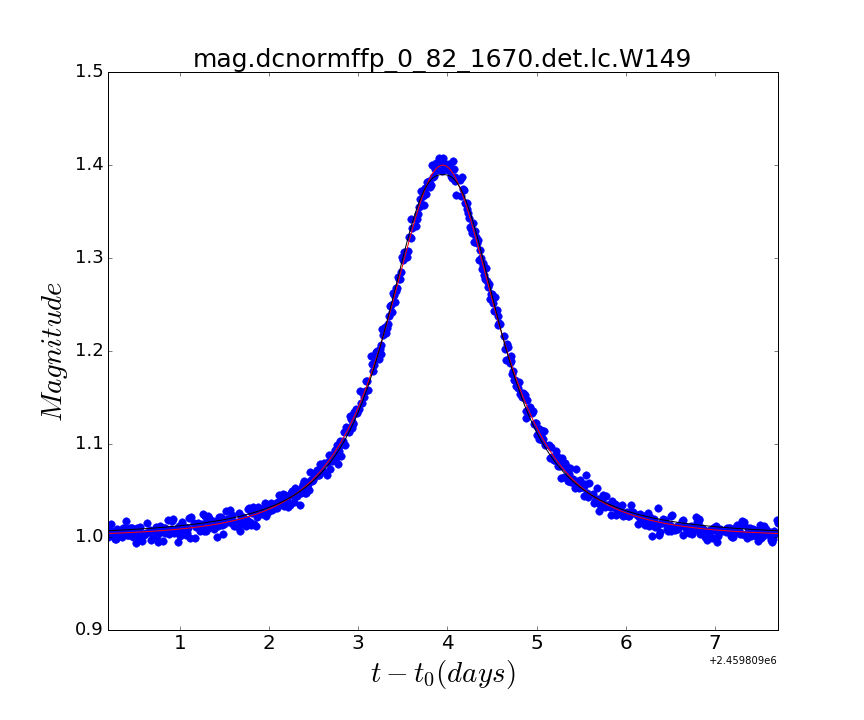 mag.dcnormffp_0_82_1670.det.lc.W149
1.5
1.4
1.3
1.2
1.1
1.0
0.9
Magnitude
1 2 3 4 5 6 7
+2.459809e6
t − t₀(days)